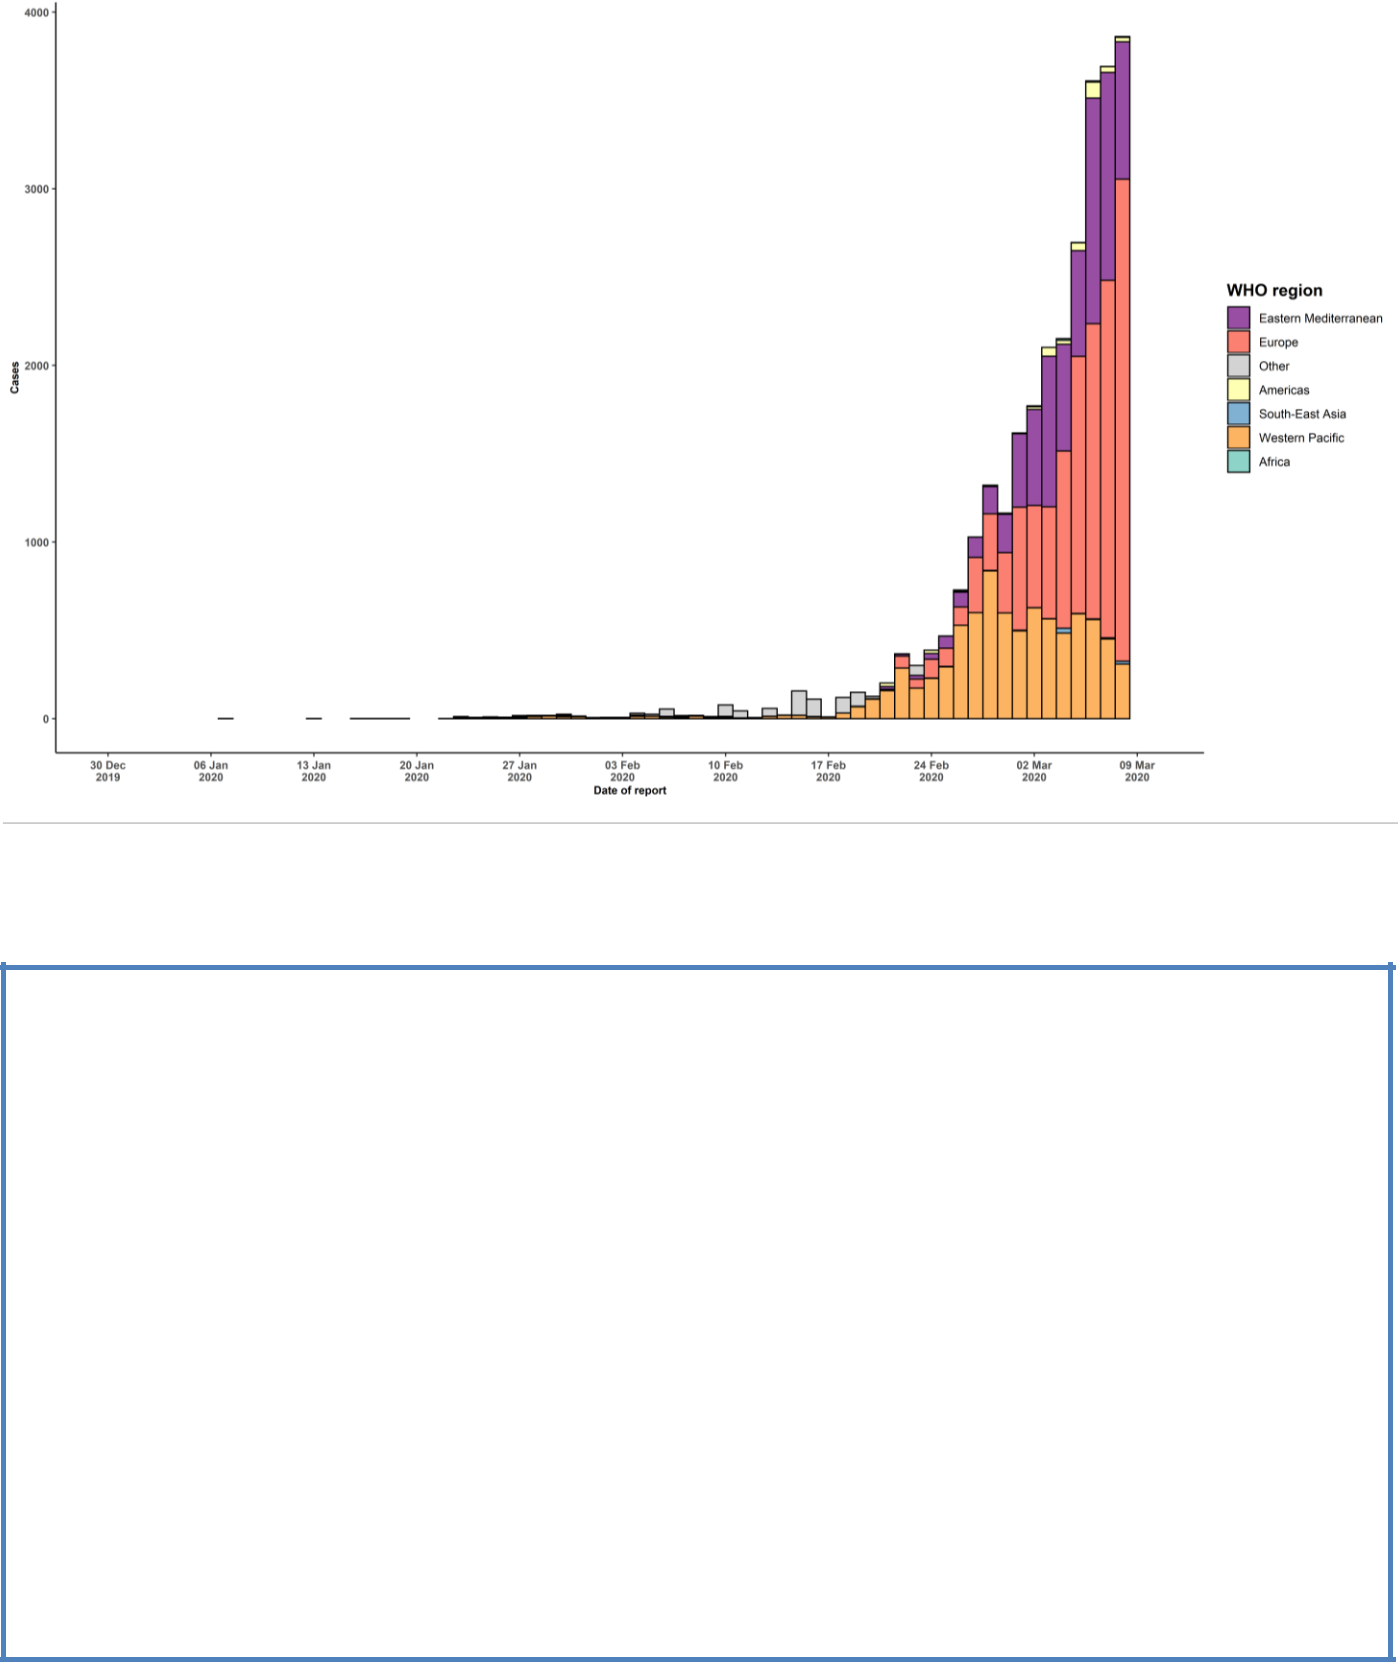 4000
3000
2000
1000
0
Cases
30 Dec 06 Jan 13 Jan 20 Jan 27 Jan 03 Feb 10 Feb 17 Feb 24 Feb 02 Mar 09 Mar
2019 2020 2020 2020 2020 2020 2020 2020 2020 2020 2020
Date of report
WHO region
Eastern Mediterranean
Europe
Other
Americas
South-East Asia
Western Pacific
Africa